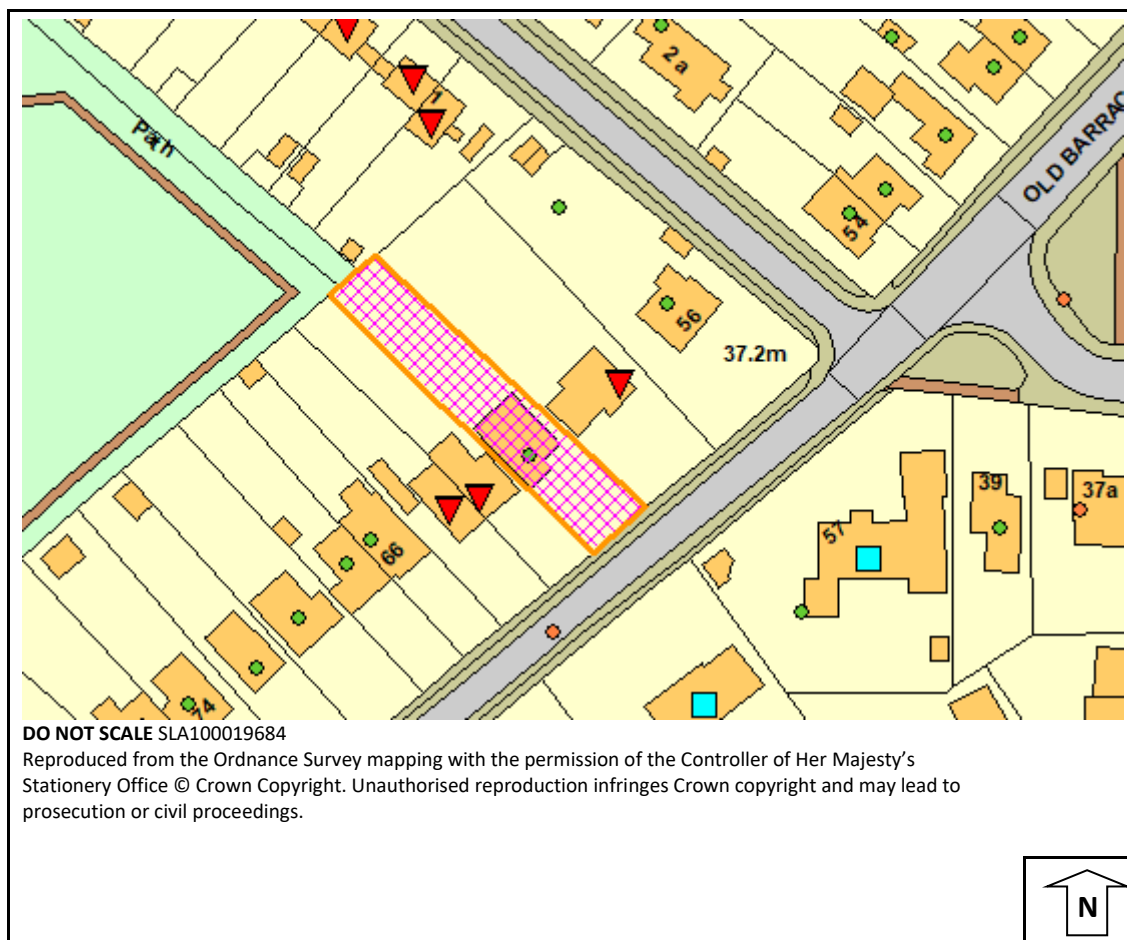 2a
1
Path
OLD BARRAC
54
56
37.2m
39
37a
57
66
74
DO NOT SCALE SLA100019684
Reproduced from the Ordnance Survey mapping with the permission of the Controller of Her Majesty's
Stationery Office © Crown Copyright. Unauthorised reproduction infringes Crown copyright and may lead to
prosecution or civil proceedings.
N